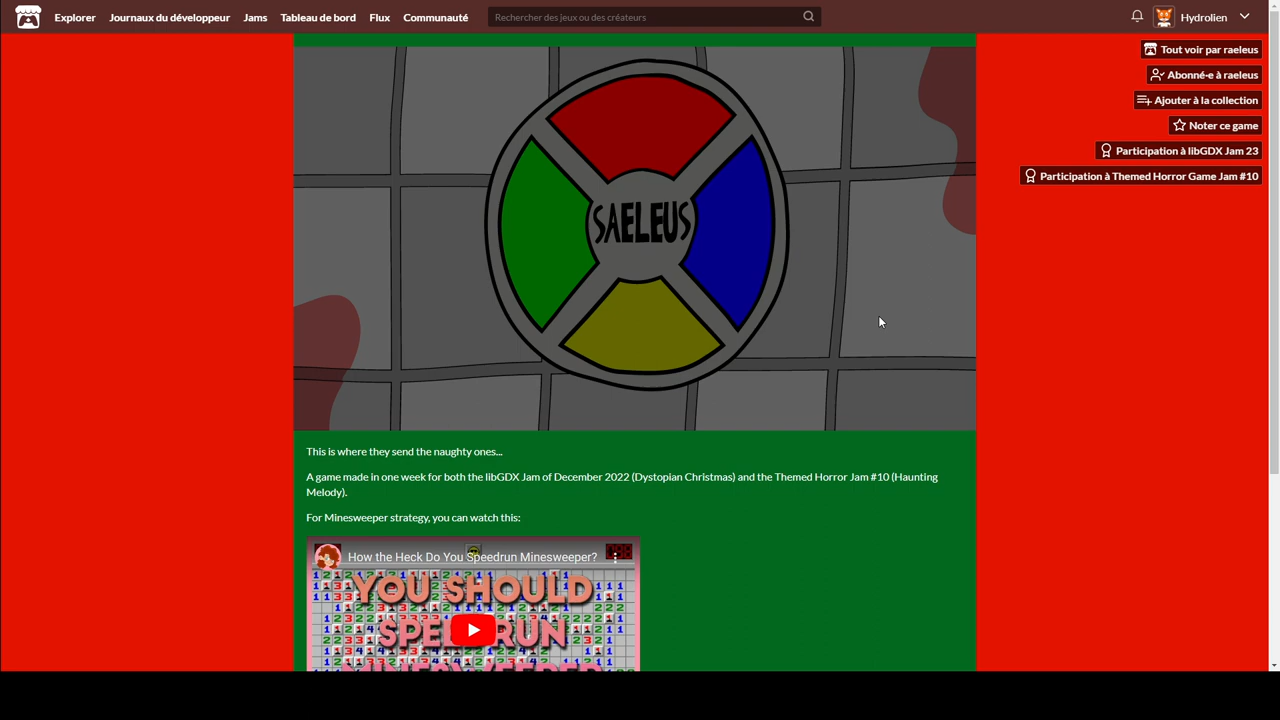 Explorer Journaux du développeur Jams Tableau de bord Flux Communauté Rechercher des jeux ou des créateurs Hydrolien
Tout voir par raeleus
Abonné·e à raeleus
Ajouter à la collection
Noter ce game
Participation à libGDX Jam 23
Participation à Themed Horror Game Jam #10
SAELEUS
This is where they send the naughty ones...
A game made in one week for both the libGDX Jam of December 2022 (Dystopian Christmas) and the Themed Horror Jam #10 (Haunting
Melody).
For Minesweeper strategy, you can watch this:
How the Heck Do You Speedrun Minesweeper?
YOU SHOULD
SPEEDRUN
MINESWEEPER